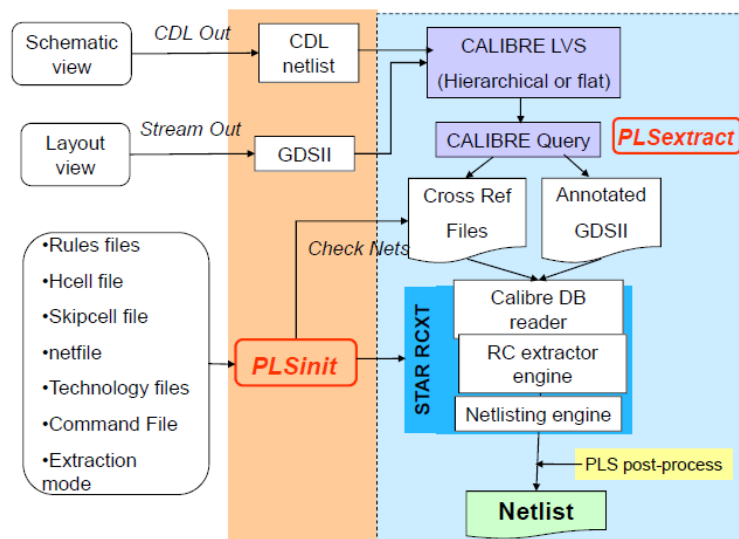 Schematic
view
CDL Out
CDL
netlist
CALIBRE LVS
(Hierarchical or flat)
Layout
view
Stream Out
GDSII
CALIBRE Query
PLSextract
Cross Ref
Files
Annotated
GDSII
Check Nets
•Rules files
•Hcell file
•Skipcell file
•netfile
•Technology files
•Command File
•Extraction
mode
PLSinit
STAR RCXT
Calibre DB
reader
RC extractor
engine
Netlisting engine
PLS post-process
Netlist